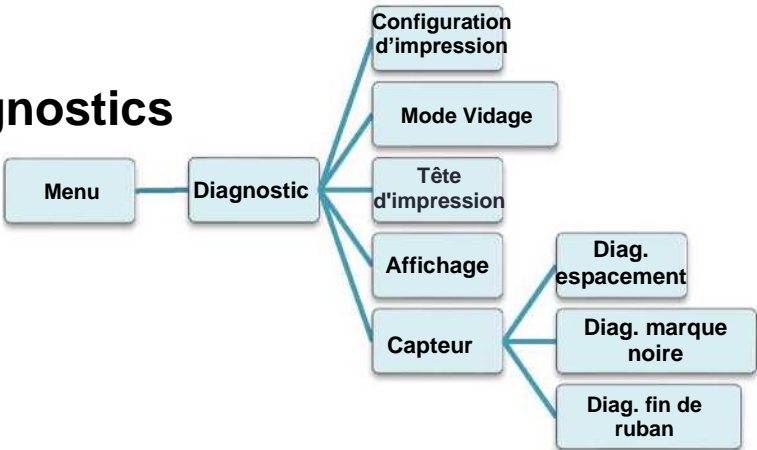 Configuration
d’impression
Mode Vidage
Menu
Diagnostic
Tête
d'impression
Affichage
Capteur
Diag.
espacement
Diag. marque
noire
Diag. fin de
ruban